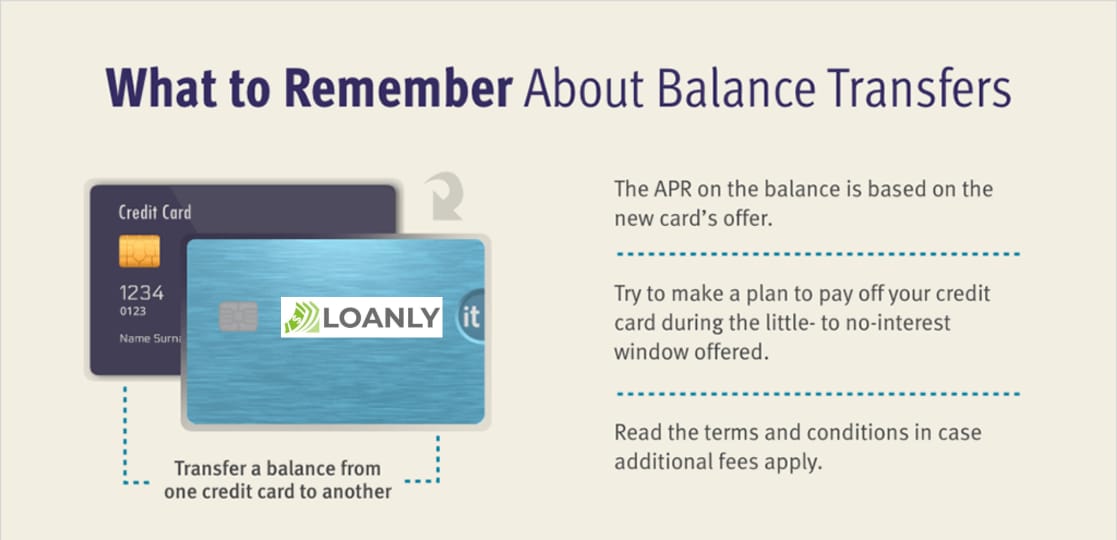 What to Remember About Balance Transfers
Credit Card
1234
0123
Name Surna
LOANLY
it
Transfer a balance from
one credit card to another
The APR on the balance is based on the
new card's offer.
Try to make a plan to pay off your credit
card during the little- to no-interest
window offered.
Read the terms and conditions in case
additional fees apply.